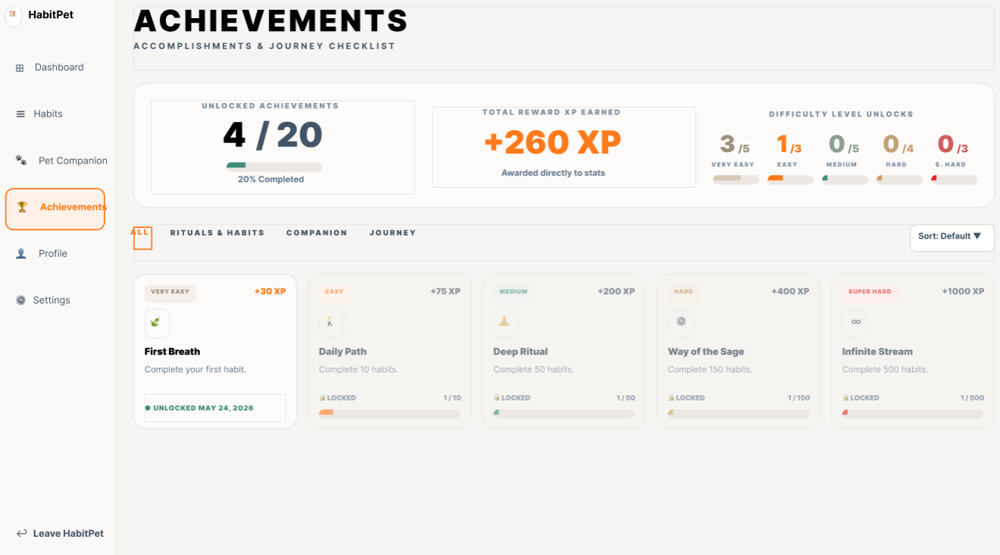 HabitPet
Dashboard
Habits
Pet Companion
Achievements
Profile
Settings
Leave HabitPet
ACHIEVEMENTS
ACCOMPLISHMENTS & JOURNEY CHECKLIST
UNLOCKED ACHIEVEMENTS
4 / 20
20% Completed
TOTAL REWARD XP EARNED
+260 XP
Awarded directly to stats
DIFFICULTY LEVEL UNLOCKS
3 /5 1 /3 0 /5 0 /4 0 /3
VERY EASY EASY MEDIUM HARD S. HARD
ALL RITUALS & HABITS COMPANION JOURNEY
Sort: Default ▼
VERY EASY +30 XP
First Breath
Complete your first habit.
UNLOCKED MAY 24, 2026
EASY +75 XP
Daily Path
Complete 10 habits.
LOCKED 1 / 10
MEDIUM +200 XP
Deep Ritual
Complete 50 habits.
LOCKED 1 / 50
HARD +400 XP
Way of the Sage
Complete 150 habits.
LOCKED 1 / 150
SUPER HARD +1000 XP
∞
Infinite Stream
Complete 500 habits.
LOCKED 1 / 500